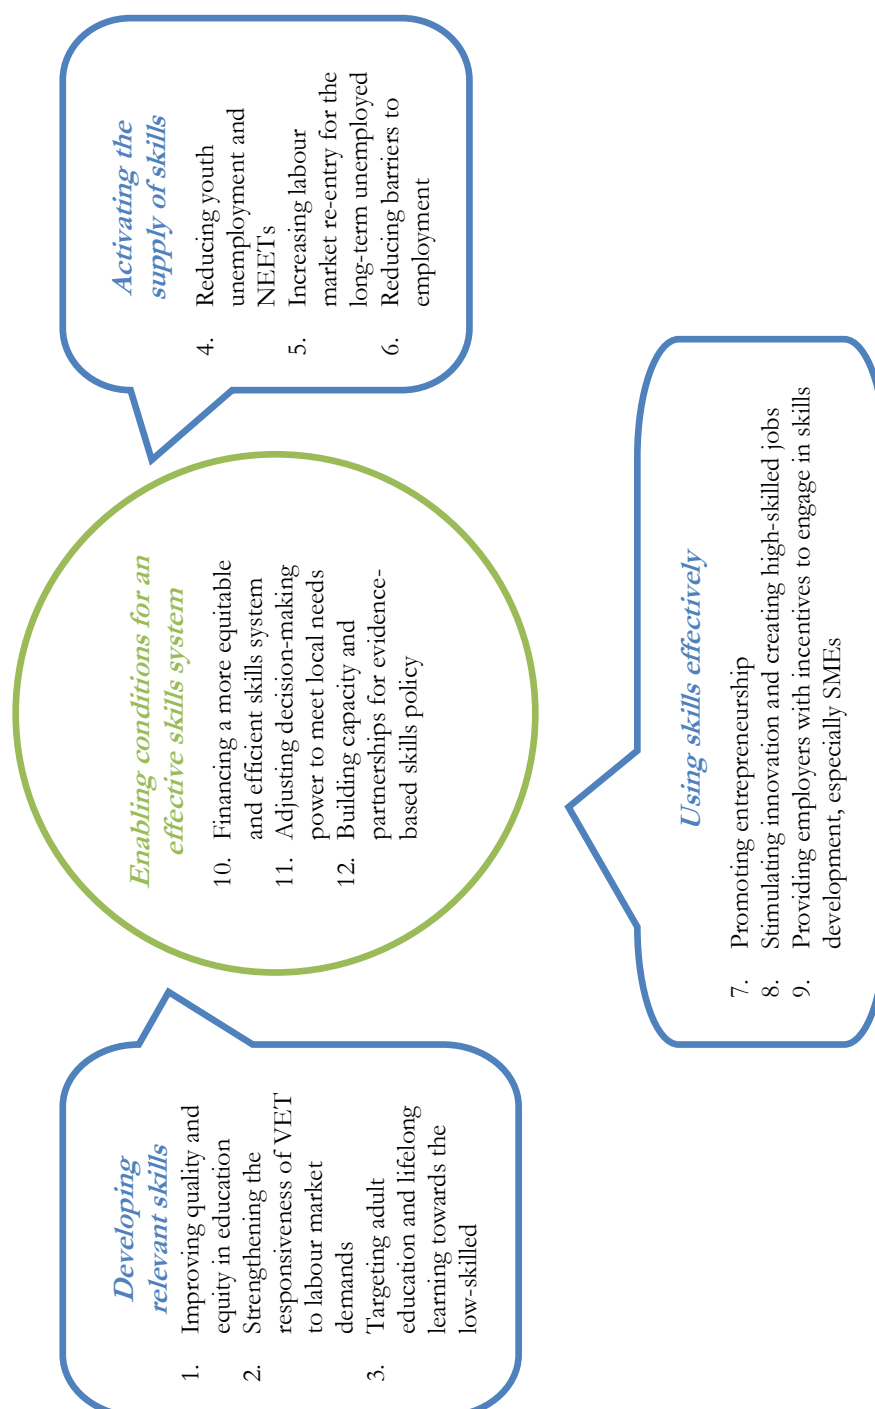 Developing
relevant skills
1. Improving quality and
equity in education
2. Strengthening the
responsiveness of VET
to labour market
demands
3. Targeting adult
education and lifelong
learning towards the
low-skilled
Enabling conditions for an
effective skills system
10. Financing a more equitable
and efficient skills system
11. Adjusting decision-making
power to meet local needs
12. Building capacity and
partnerships for evidence-
based skills policy
Activating the
supply of skills
4. Reducing youth
unemployment and
NEETs
5. Increasing labour
market re-entry for the
long-term unemployed
6. Reducing barriers to
employment
Using skills effectively
7. Promoting entrepreneurship
8. Stimulating innovation and creating high-skilled jobs
9. Providing employers with incentives to engage in skills
development, especially SMEs